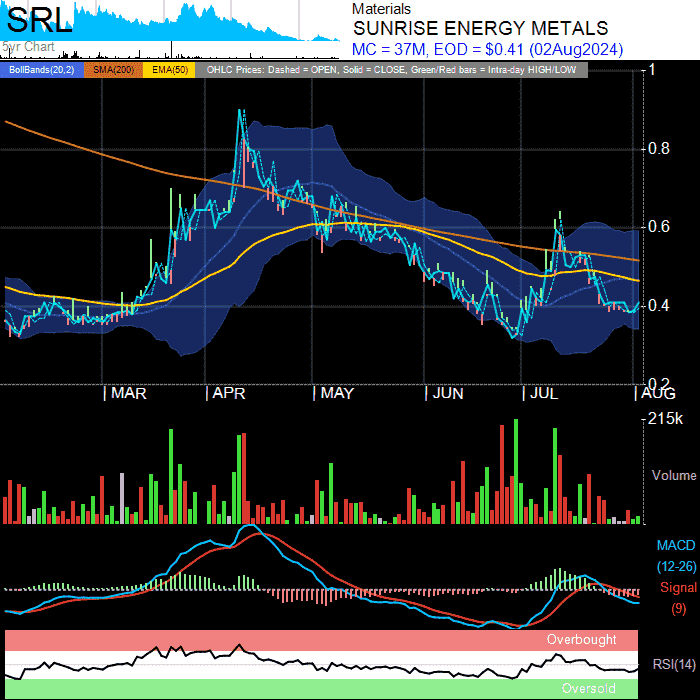 SRL
5yr Chart
Materials
SUNRISE ENERGY METALS
MC = 37M, EOD = $0.41 (02Aug2024)
BollBands(20,2) SMA(200) EMA(50) OHLC Prices: Dashed = OPEN, Solid = CLOSE, Green/Red bars = Intra-day HIGH/LOW
1
0.8
0.6
0.4
0.2
MAR APR MAY JUN JUL AUG
215k
Volume
MACD
(12-26)
Signal
(9)
Overbought
RSI(14)
Oversold